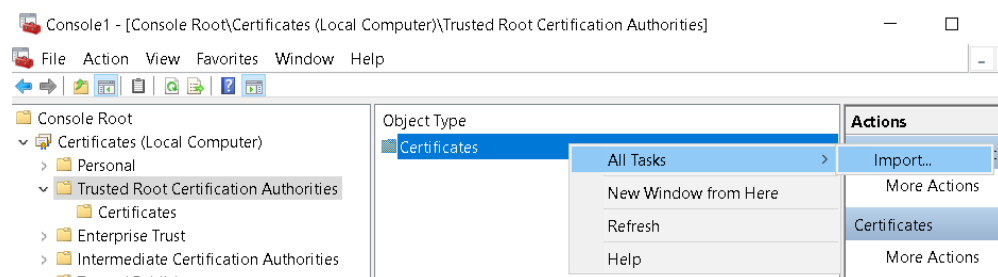 Console1 - [Console Root\Certificates (Local Computer)\Trusted Root Certification Authorities]
File Action View Favorites Window Help
Console Root
Certificates (Local Computer)
Personal
Trusted Root Certification Authorities
Certificates
Enterprise Trust
Intermediate Certification Authorities
Object Type
Certificates
All Tasks
New Window from Here
Refresh
Help
Import...
Actions
More Actions
Certificates
More Actions